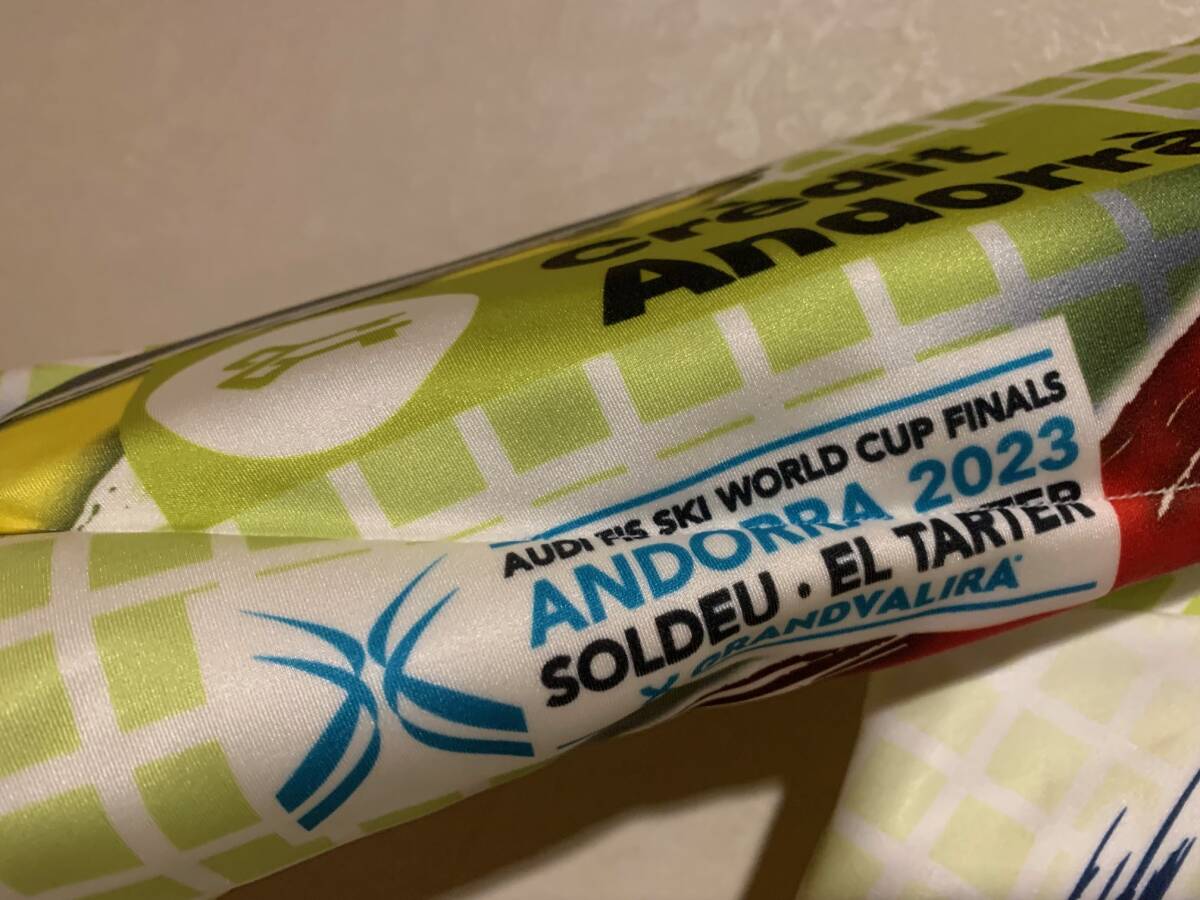 Crèdit
Andorrà
AUDI FIS SKI WORLD CUP FINALS
ANDORRA 2023
SOLDEU · EL TARTER
GRANDVALIRA